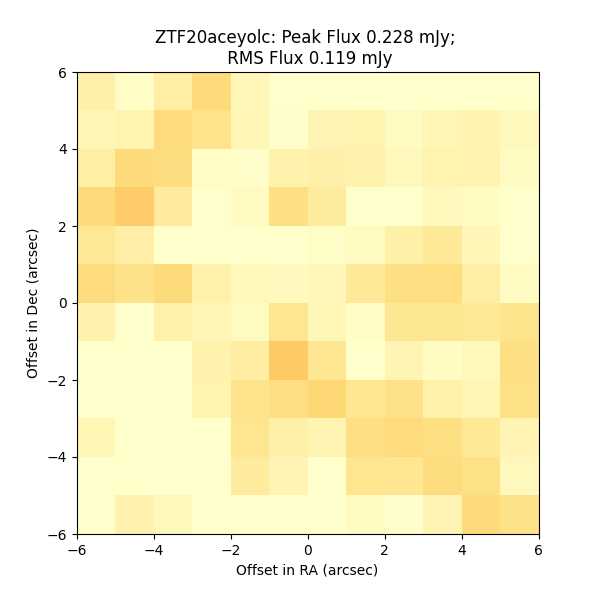 ZTF20aceyolc: Peak Flux 0.228 mJy;
RMS Flux 0.119 mJy
6
4
2
0
−2
−4
−6
Offset in Dec (arcsec)
−6 −4 −2 0 2 4 6
Offset in RA (arcsec)